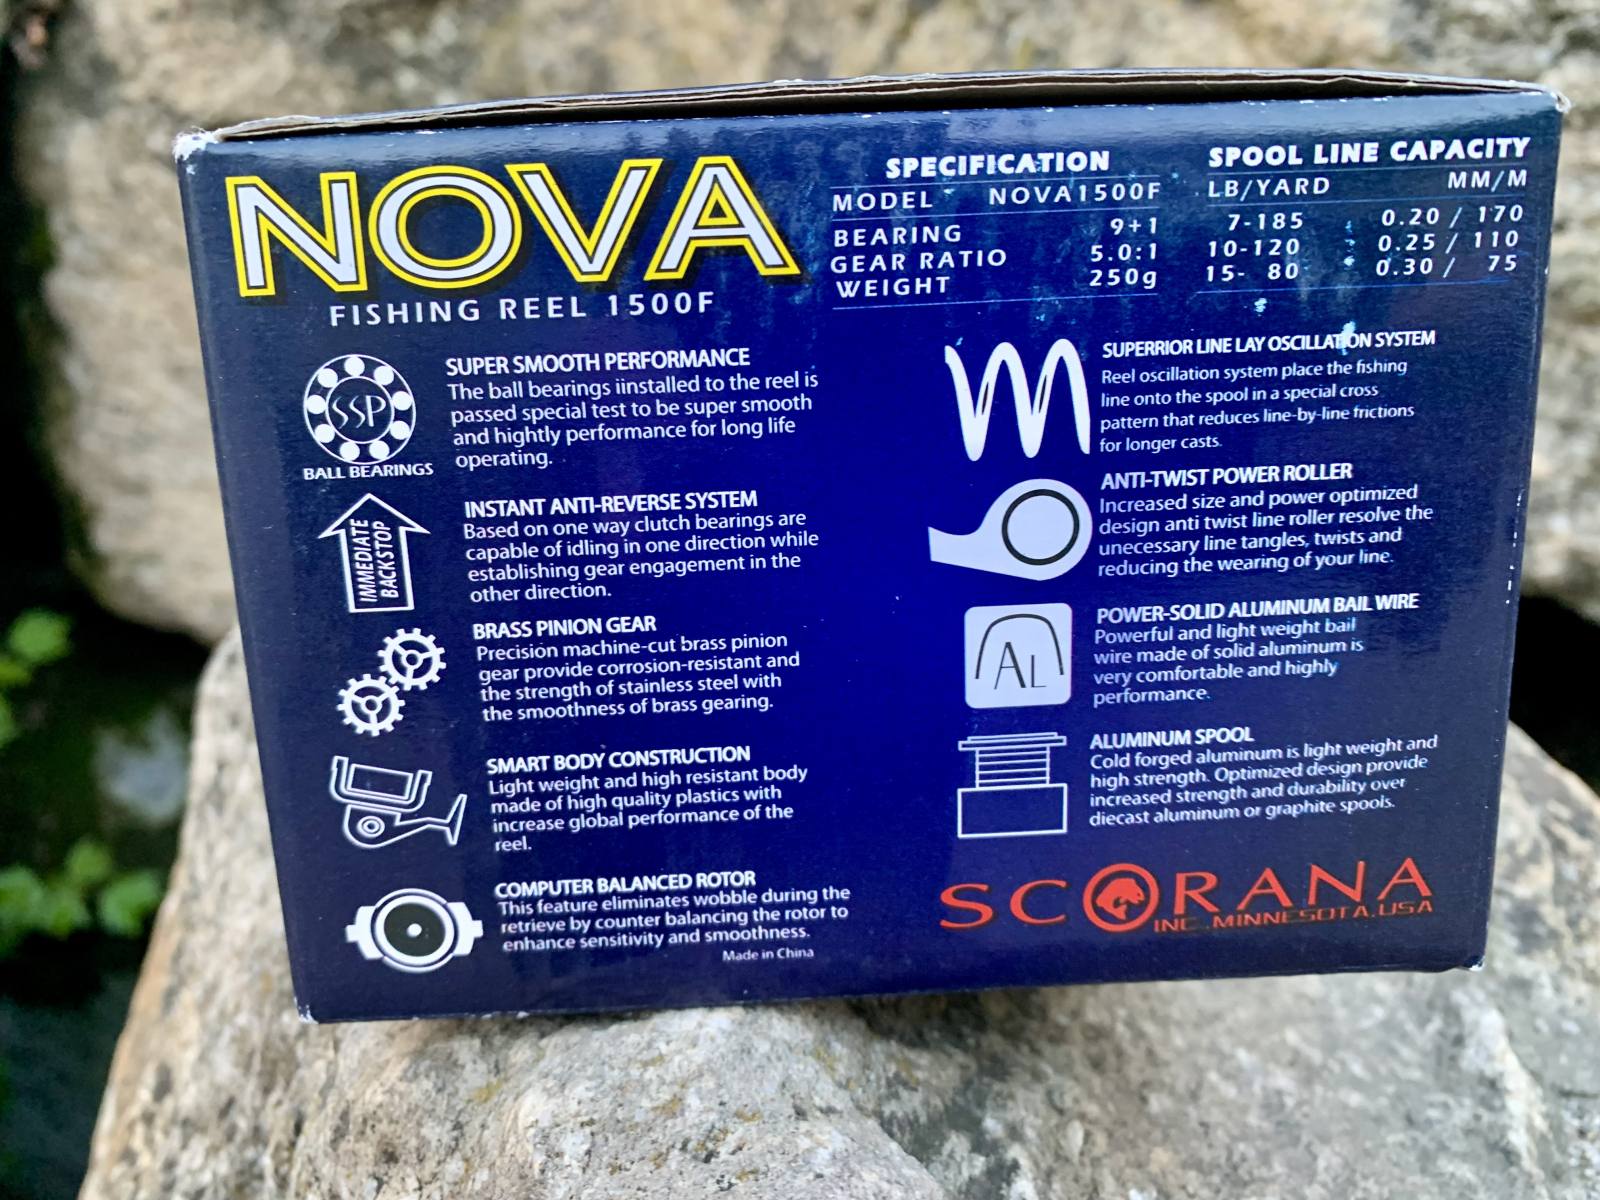 NOVA
FISHING REEL 1500F
SPECIFICATION
MODEL NOVA1500F
BEARING 9+1
GEAR RATIO 5.0:1
WEIGHT 250g
SPOOL LINE CAPACITY
LB/YARD MM/M
7-185 0.20 / 170
10-120 0.25 / 110
15- 80 0.30 / 75
SSP
BALL BEARINGS
SUPER SMOOTH PERFORMANCE
The ball bearings iinstalled to the reel is
passed special test to be super smooth
and hightly performance for long life
operating.
IMMEDIATE
BACKSTOP
INSTANT ANTI-REVERSE SYSTEM
Based on one way clutch bearings are
capable of idling in one direction while
establishing gear engagement in the
other direction.
BRASS PINION GEAR
Precision machine-cut brass pinion
gear provide corrosion-resistant and
the strength of stainless steel with
the smoothness of brass gearing.
SMART BODY CONSTRUCTION
Light weight and high resistant body
made of high quality plastics with
increase global performance of the
reel.
COMPUTER BALANCED ROTOR
This feature eliminates wobble during the
retrieve by counter balancing the rotor to
enhance sensitivity and smoothness.
Made in China
SUPERRIOR LINE LAY OSCILLATION SYSTEM
Reel oscillation system place the fishing
line onto the spool in a special cross
pattern that reduces line-by-line frictions
for longer casts.
ANTI-TWIST POWER ROLLER
Increased size and power optimized
design anti twist line roller resolve the
unnecessary line tangles, twists and
reducing the wearing of your line.
AL
POWER-SOLID ALUMINUM BAIL WIRE
Powerful and light weight bail
wire made of solid aluminum is
very comfortable and highly
performance.
ALUMINUM SPOOL
Cold forged aluminum is light weight and
high strength. Optimized design provide
increased strength and durability over
diecast aluminum or graphite spools.
SCORANA
INC .MINNESOTA.USA